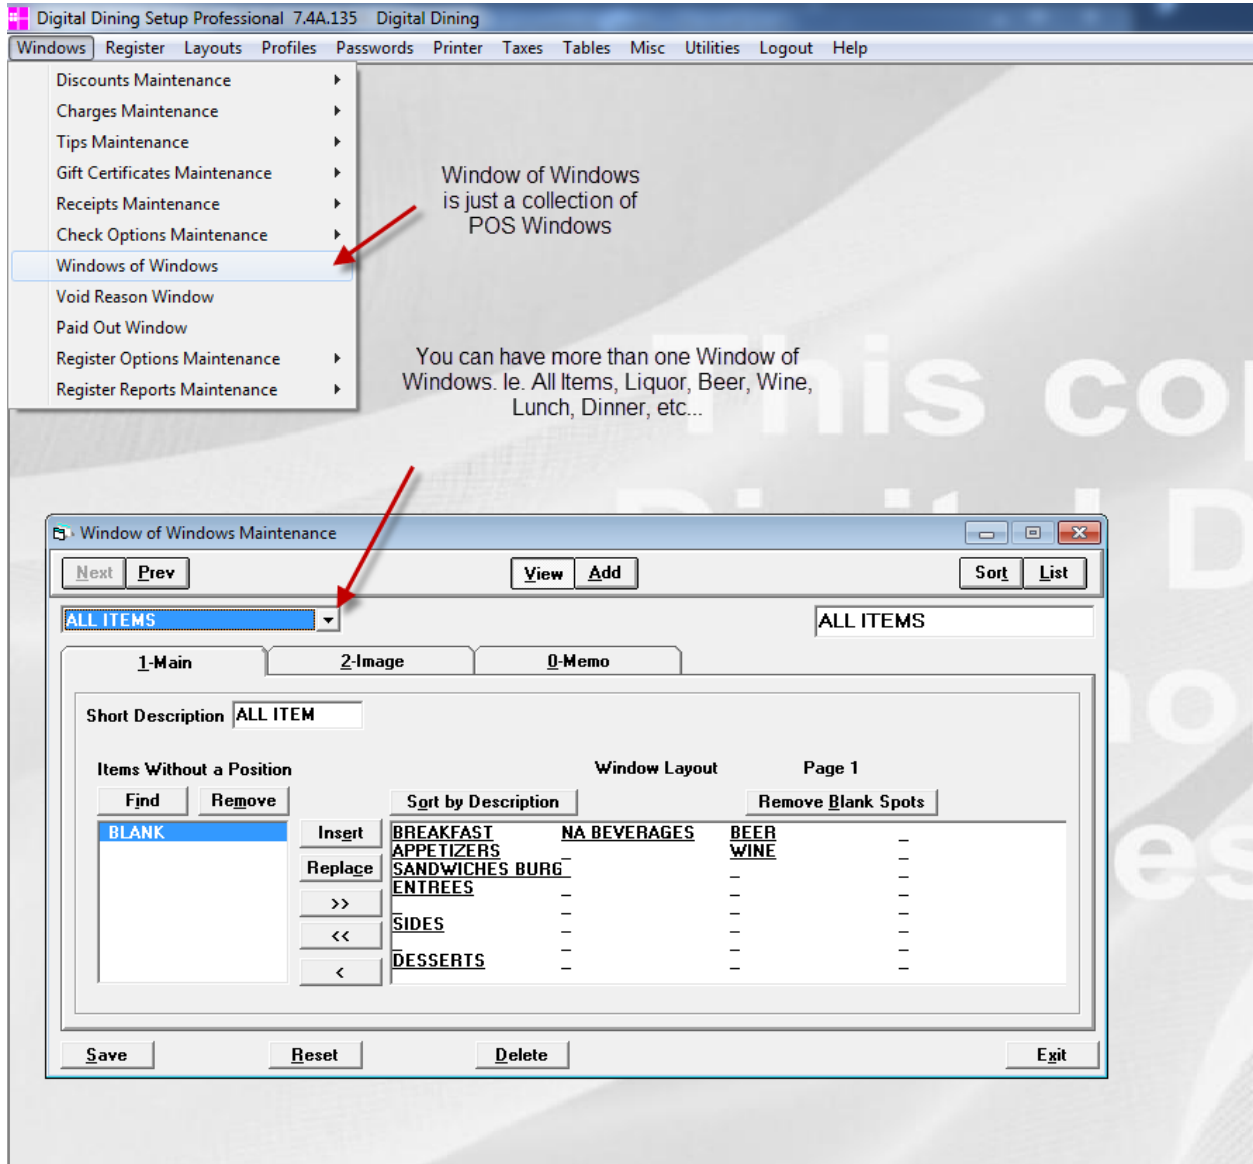 Digital Dining Setup Professional 7.4A.135 Digital Dining
Windows Register Layouts Profiles Passwords Printer Taxes Tables Misc Utilities Logout Help
Discounts Maintenance
Charges Maintenance
Tips Maintenance
Gift Certificates Maintenance
Receipts Maintenance
Check Options Maintenance
Windows of Windows
Void Reason Window
Paid Out Window
Register Options Maintenance
Register Reports Maintenance
Window of Windows
is just a collection of
POS Windows
You can have more than one Window of
Windows. Ie. All Items, Liquor, Beer, Wine,
Lunch, Dinner, etc...
This co
Digital D
Window of Windows Maintenance
Next Prev View Add Sort List
ALL ITEMS ALL ITEMS
1-Main 2-Image 0-Memo
Short Description ALL ITEM
Items Without a Position Window Layout Page 1
Find Remove Sort by Description Remove Blank Spots
BLANK
Insert
Replace
>>
<<
<
BREAKFAST NA BEVERAGES BEER _
APPETIZERS _ WINE _
SANDWICHES BURG _ _ _
ENTREES _ _ _
_ _ _ _
SIDES _ _ _
_ _ _ _
DESSERTS _ _ _
Save Reset Delete Exit